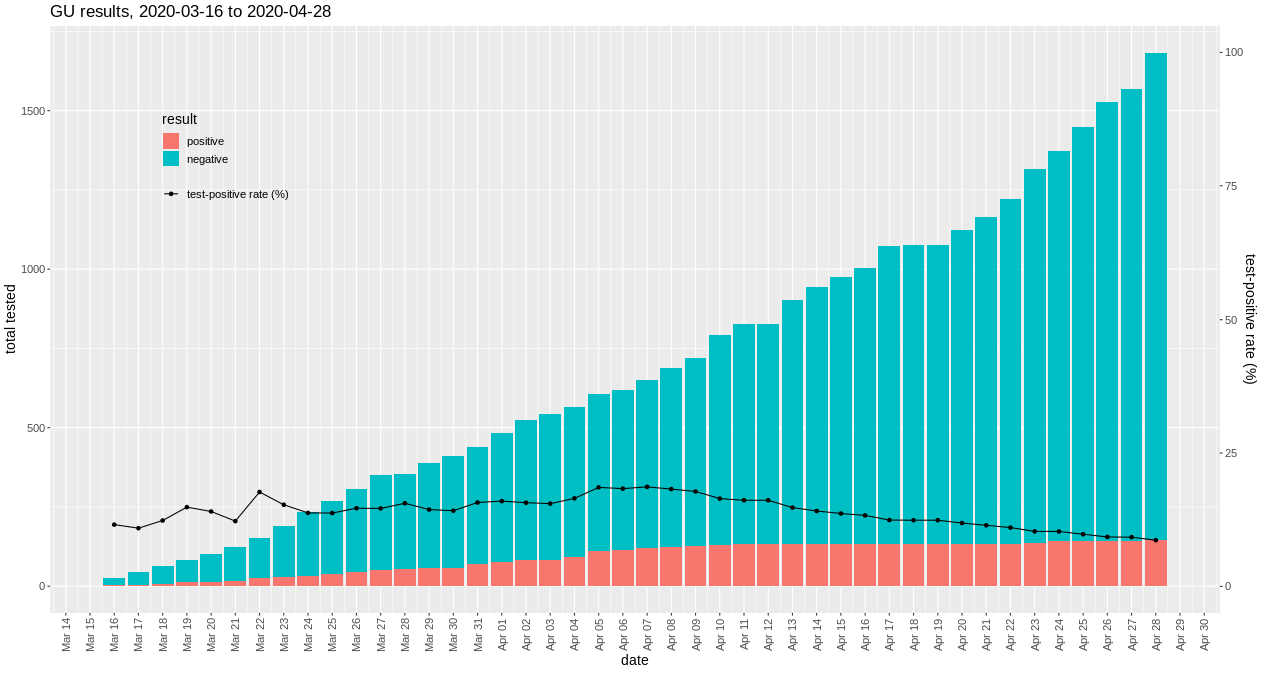 GU results, 2020-03-16 to 2020-04-28
total tested
1500
1000
500
0
result
positive
negative
test-positive rate (%)
100
75
50
25
0
test-positive rate (%)
Mar 14
Mar 15
Mar 16
Mar 17
Mar 18
Mar 19
Mar 20
Mar 21
Mar 22
Mar 23
Mar 24
Mar 25
Mar 26
Mar 27
Mar 28
Mar 29
Mar 30
Mar 31
Apr 01
Apr 02
Apr 03
Apr 04
Apr 05
Apr 06
Apr 07
Apr 08
Apr 09
Apr 10
Apr 11
Apr 12
Apr 13
Apr 14
Apr 15
Apr 16
Apr 17
Apr 18
Apr 19
Apr 20
Apr 21
Apr 22
Apr 23
Apr 24
Apr 25
Apr 26
Apr 27
Apr 28
Apr 29
Apr 30
date